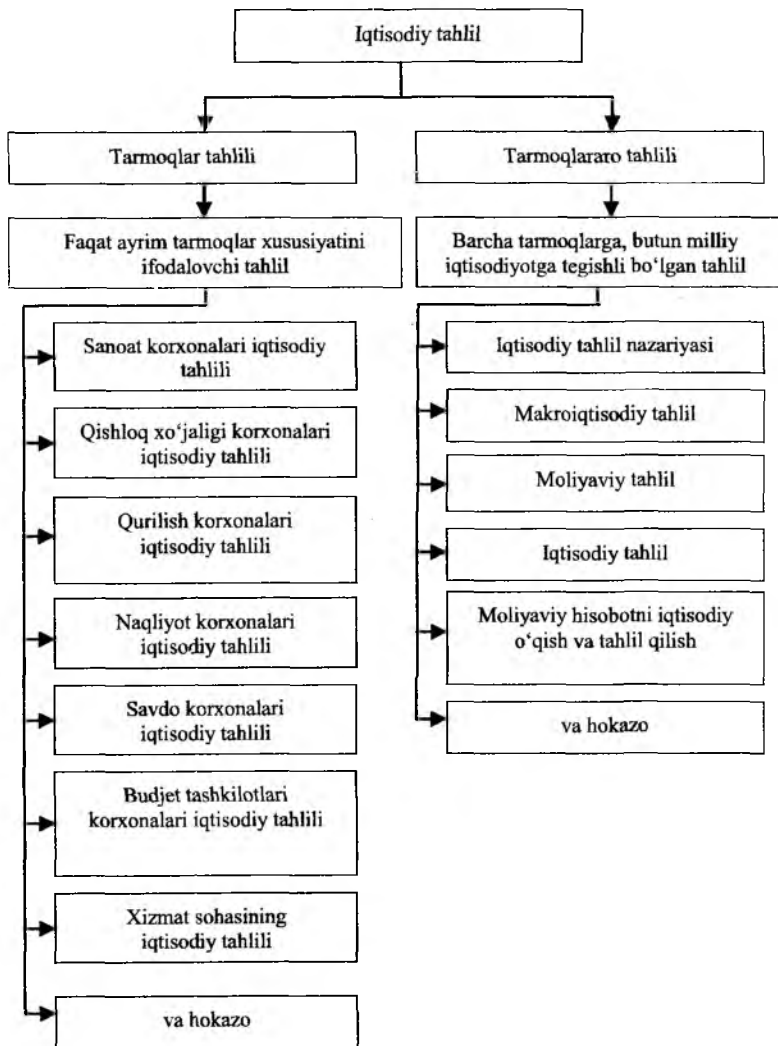 Iqtisodiy tahlil
Tarmoqlar tahlili
Tarmoqlararo tahlili
Faqat ayrim tarmoqlar xususiyatini
ifodalovchi tahlil
Barcha tarmoqlarga, butun milliy
iqtisodiyotga tegishli bo‘lgan tahlil
Sanoat korxonalari iqtisodiy
tahlili
Qishloq xo‘jaligi korxonalari
iqtisodiy tahlili
Qurilish korxonalari
iqtisodiy tahlili
Naqliyot korxonalari
iqtisodiy tahlili
Savdo korxonalari
iqtisodiy tahlili
Budjet tashkilotlari
korxonalari iqtisodiy tahlili
Xizmat sohasining
iqtisodiy tahlili
va hokazo
Iqtisodiy tahlil nazariyasi
Makroiqtisodiy tahlil
Moliyaviy tahlil
Iqtisodiy tahlil
Moliyaviy hisobotni iqtisodiy
o‘qish va tahlil qilish
va hokazo